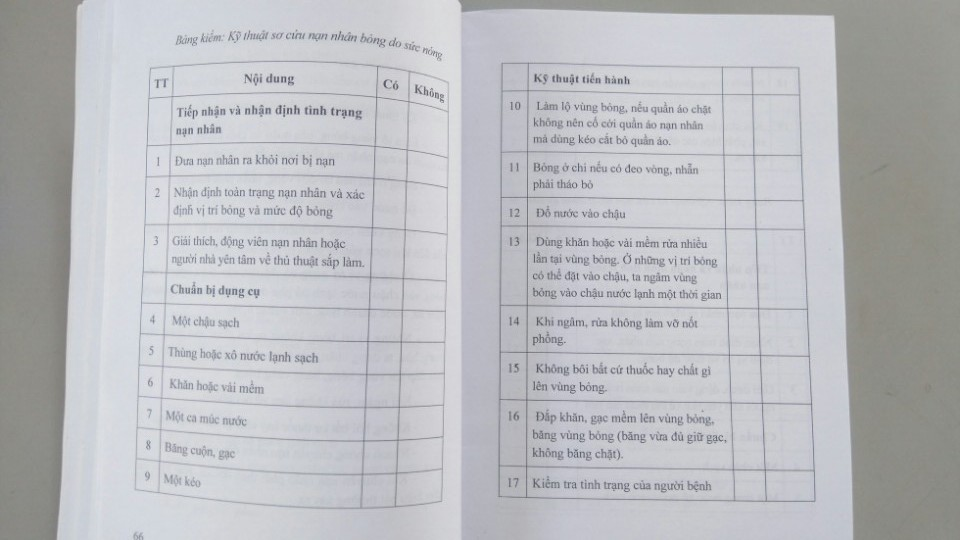 Bảng kiểm: Kỹ thuật sơ cứu nạn nhân bỏng do sức nóng
TT Nội dung Có Không
Tiếp nhận và nhận định tình trạng
nạn nhân
1 Đưa nạn nhân ra khỏi nơi bị nạn
2 Nhận định toàn trạng nạn nhân và xác
định vị trí bỏng và mức độ bỏng
3 Giải thích, động viên nạn nhân hoặc
người nhà yên tâm về thủ thuật sắp làm.
Chuẩn bị dụng cụ
4 Một chậu sạch
5 Thùng hoặc xô nước lạnh sạch
6 Khăn hoặc vải mềm
7 Một ca múc nước
8 Băng cuộn, gạc
9 Một kéo
66
Kỹ thuật tiến hành
10 Làm lộ vùng bỏng, nếu quần áo chặt
không nên cố cởi quần áo nạn nhân
mà dùng kéo cắt bỏ quần áo.
11 Bỏng ở chi nếu có đeo vòng, nhẫn
phải tháo bỏ
12 Đổ nước vào chậu
13 Dùng khăn hoặc vải mềm rửa nhiều
lần tại vùng bỏng. Ở những vị trí bỏng
có thể đặt vào chậu, ta ngâm vùng
bỏng vào chậu nước lạnh một thời gian
14 Khi ngâm, rửa không làm vỡ nốt
phỏng.
15 Không bôi bất cứ thuốc hay chất gì
lên vùng bỏng.
16 Đắp khăn, gạc mềm lên vùng bỏng,
băng vùng bỏng (băng vừa đủ giữ gạc,
không băng chặt).
17 Kiểm tra tình trạng của người bệnh